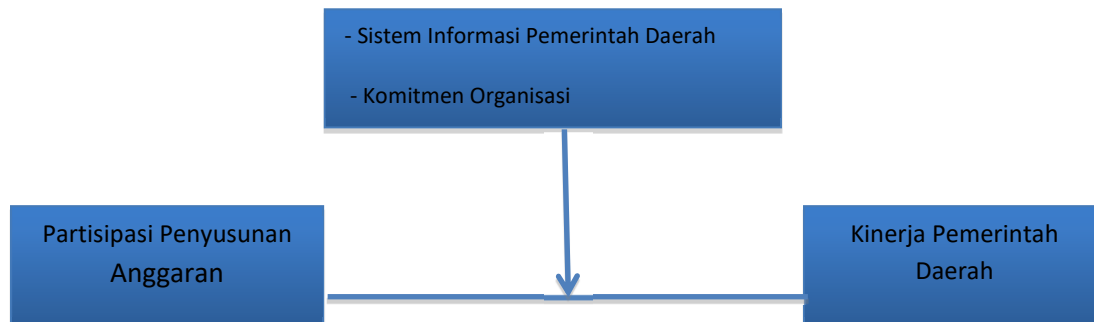 - Sistem Informasi Pemerintah Daerah
- Komitmen Organisasi
Partisipasi Penyusunan
Anggaran
Kinerja Pemerintah
Daerah